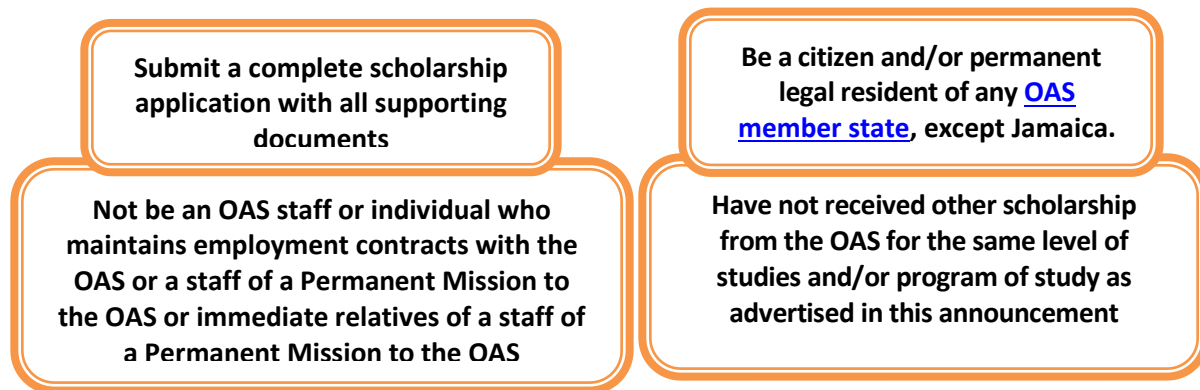 Submit a complete scholarship
application with all supporting
documents
Not be an OAS staff or individual who
maintains employment contracts with the
OAS or a staff of a Permanent Mission to
the OAS or immediate relatives of a staff of
a Permanent Mission to the OAS
Be a citizen and/or permanent
legal resident of any OAS
member state, except Jamaica.
Have not received other scholarship
from the OAS for the same level of
studies and/or program of study as
advertised in this announcement